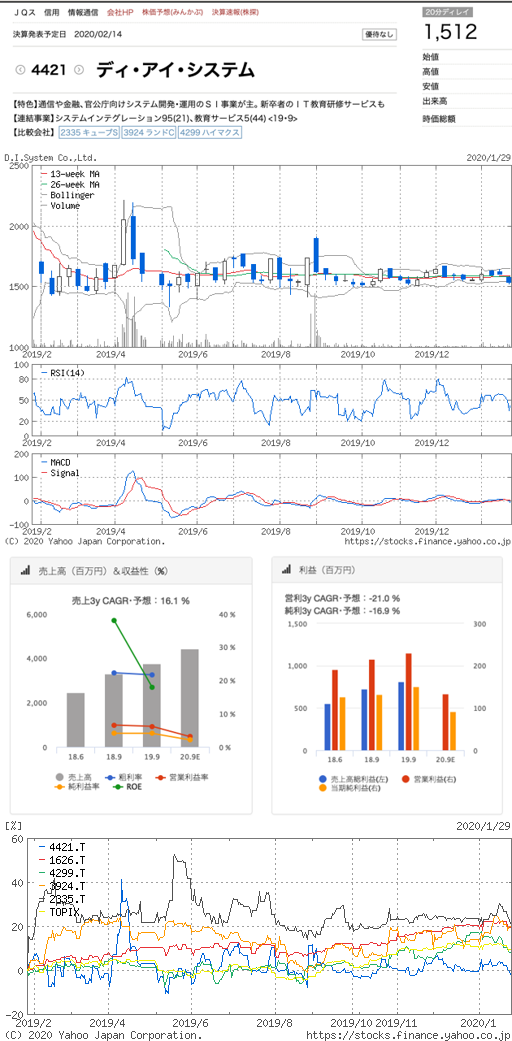 JQス 信用 情報通信 会社HP 株価予想(みんかぶ) 決算速報(株探)
20分ディレイ
決算発表予定日 2020/02/14
優待なし
1,512
4421 ディ・アイ・システム
始値
高値
安値
出来高
時価総額
【特色】通信や金融、官公庁向けシステム開発・運用のSI事業が主。新卒者のIT教育研修サービスも
【連結事業】システムインテグレーション95(21)、教育サービス5(44) <19・9>
【比較会社】 2335 キューブS 3924 ランドC 4299 ハイマクス
D.I.System Co.,Ltd. 2020/1/29
2500
13-week MA
26-week MA
Bollinger
Volume
2000
1500
1000
2019/2 2019/4 2019/6 2019/8 2019/10 2019/12
100
RSI(14)
80
50
20
0
2019/2 2019/4 2019/6 2019/8 2019/10 2019/12
200
MACD
Signal
100
0
-100
2019/2 2019/4 2019/6 2019/8 2019/10 2019/12
(C) 2020 Yahoo Japan Corporation. https://stocks.finance.yahoo.co.jp
売上高（百万円）＆収益性（%）
売上3y CAGR・予想：16.1 %
6,000 40 %
30 %
4,000
20 %
2,000
10 %
0 0 %
18.6 18.9 19.9 20.9E
売上高 粗利率 営業利益率
純利益率 ROE
利益（百万円）
営利3y CAGR・予想：-21.0 %
純利3y CAGR・予想：-16.9 %
1,500 300
1,000 200
500 100
0 0
18.6 18.9 19.9 20.9E
売上高総利益(左) 営業利益(右)
当期純利益(右)
[%] 2020/1/29
60
4421.T
1626.T
4299.T
3924.T
2335.T
TOPIX
40
20
0
-20
2019/2 2019/4 2019/6 2019/8 2019/10 2019/11 2020/1
(C) 2020 Yahoo Japan Corporation. https://stocks.finance.yahoo.co.jp